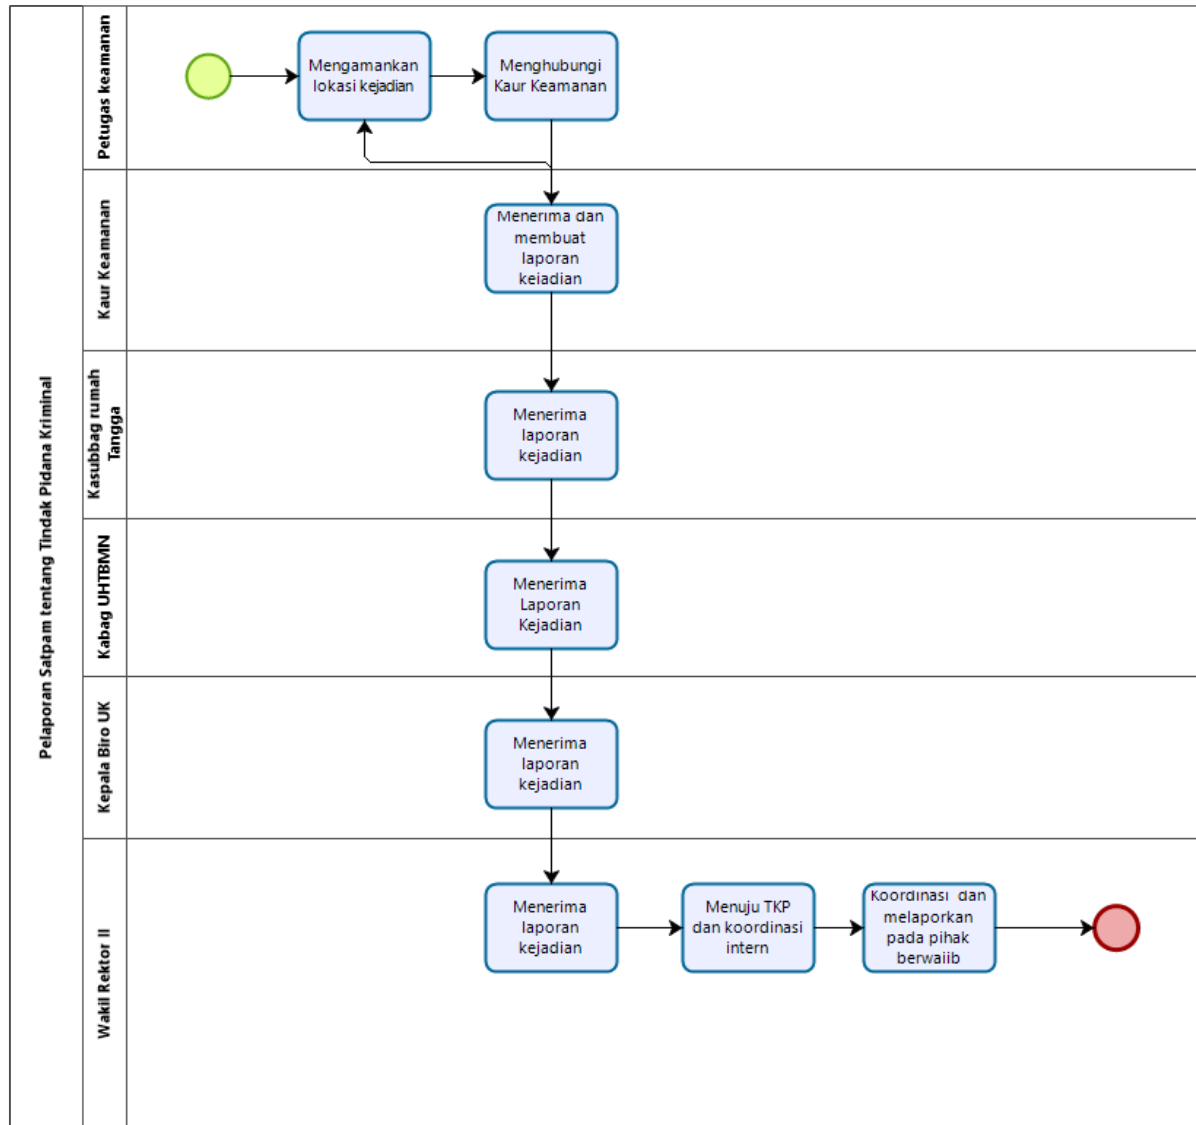 Pelaporan Satpam tentang Tindak Pidana Kriminal
Petugas keamanan
Mengamankan
lokasi kejadian
Menghubungi
Kaur Keamanan
Kaur Keamanan
Menerima dan
membuat
laporan
kejadian
Kasubbag rumah
Tangga
Menerima
laporan
kejadian
Kabag UHTBMN
Menerima
Laporan
Kejadian
Kepala Biro UK
Menerima
laporan
kejadian
Wakil Rektor II
Menerima
laporan
kejadian
Menuju TKP
dan koordinasi
intern
Koordinasi dan
melaporkan
pada pihak
berwajib